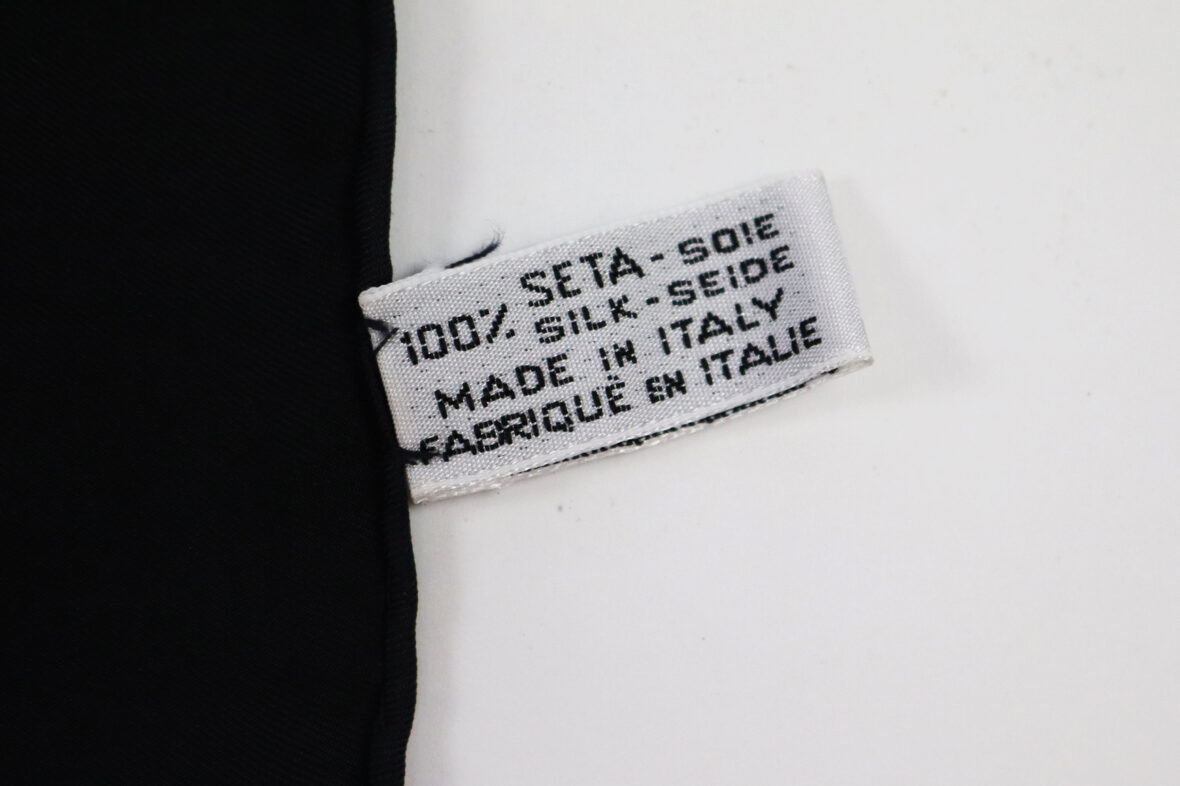 SETA-SOIE
100% SILK-SEIDE
MADE IN ITALY
FABRIQUÉ EN ITALIE